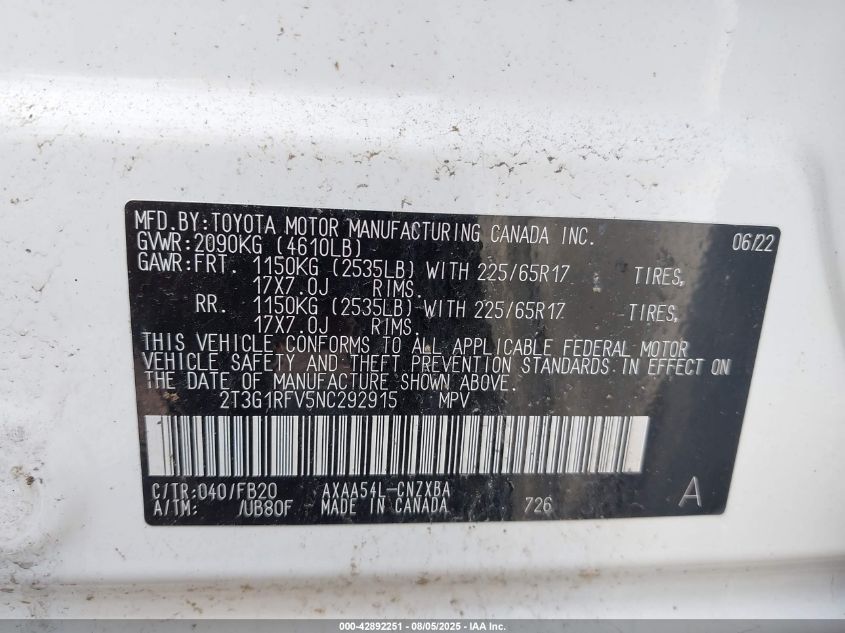 MFD.BY:TOYOTA MOTOR MANUFACTURING CANADA INC. 06/22
GVWR:2090KG (4610LB)
GAWR:FRT. 1150KG (2535LB) WITH 225/65R17 TIRES,
17X7.0J RIMS.
RR. 1150KG (2535LB) WITH 225/65R17 TIRES,
17X7.0J RIMS.
THIS VEHICLE CONFORMS TO ALL APPLICABLE FEDERAL MOTOR
VEHICLE SAFETY AND THEFT PREVENTION STANDARDS IN EFFECT ON
THE DATE OF MANUFACTURE SHOWN ABOVE.
2T3G1RFV5NC292915 MPV
C/TR:040/FB20 AXAA54L-CNZXBA A
A/TM: /UB80F MADE IN CANADA 726
000-42892251 - 08/05/2025 - IAA Inc.